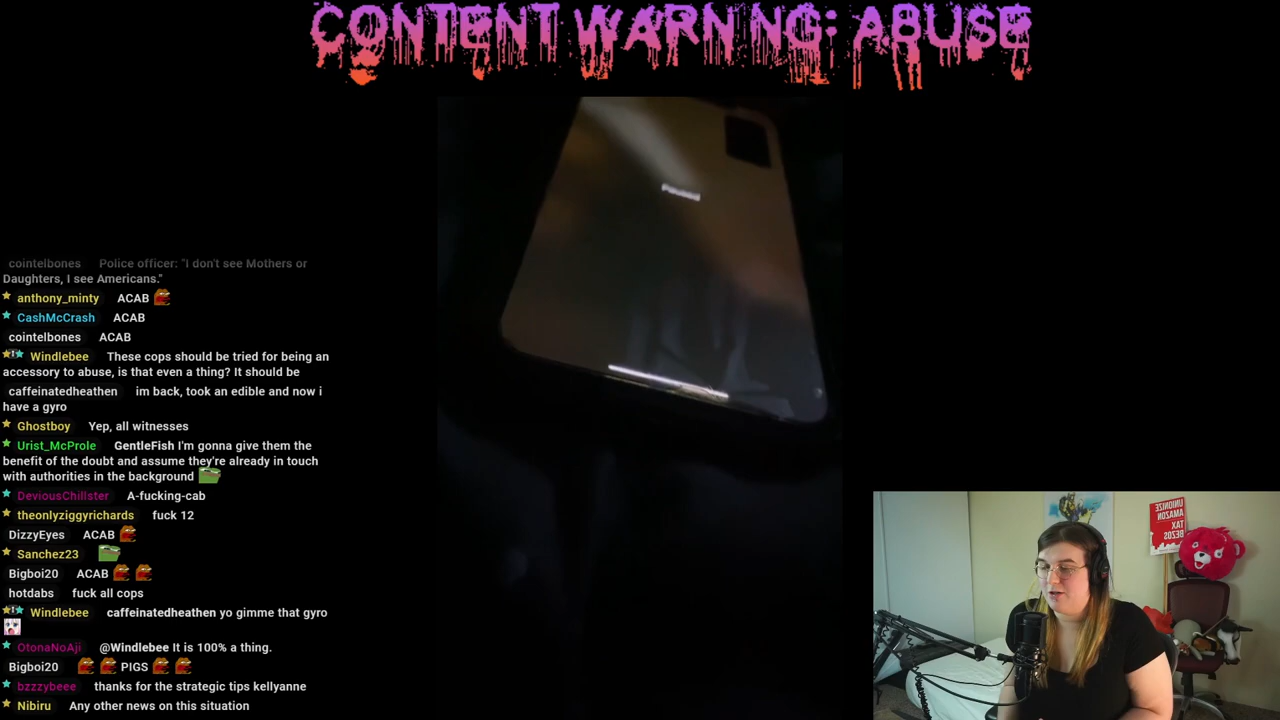 CONTENT WARNING: ABUSE
Paused
cointelbones Police officer: "I don't see Mothers or
Daughters, I see Americans."
anthony_minty ACAB
CashMcCrash ACAB
cointelbones ACAB
Windlebee These cops should be tried for being an
accessory to abuse, is that even a thing? It should be
caffeinatedheathen im back, took an edible and now i
have a gyro
Ghostboy Yep, all witnesses
Urist_McProle GentleFish I'm gonna give them the
benefit of the doubt and assume they're already in touch
with authorities in the background
DeviousChillster A-fucking-cab
theonlyziggyrichards fuck 12
DizzyEyes ACAB
Sanchez23
Bigboi20 ACAB
hotdabs fuck all cops
Windlebee caffeinatedheathen yo gimme that gyro
OtonaNoAji @Windlebee It is 100% a thing.
Bigboi20 PIGS
bzzzybeee thanks for the strategic tips kellyanne
Nibiru Any other news on this situation
UNIONIZE
AMAZON
TAX
BEZOS